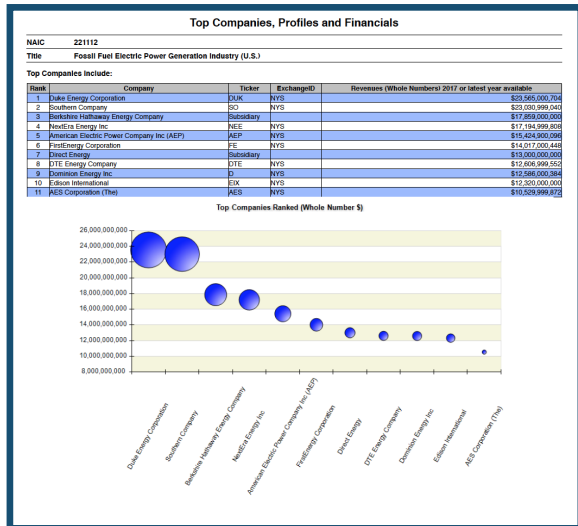 Top Companies, Profiles and Financials
NAIC 221112
Title Fossil Fuel Electric Power Generation Industry (U.S.)
Top Companies Include:
Rank Company Ticker ExchangeID Revenues (Whole Numbers) 2017 or latest year available
1 Duke Energy Corporation DUK NYS $23,565,000,704
2 Southern Company SO NYS $23,030,999,040
3 Berkshire Hathaway Energy Company Subsidiary $17,859,000,000
4 NextEra Energy Inc NEE NYS $17,194,999,808
5 American Electric Power Company Inc (AEP) AEP NYS $15,424,900,096
6 FirstEnergy Corporation FE NYS $14,017,000,448
7 Direct Energy Subsidiary $13,000,000,000
8 DTE Energy Company DTE NYS $12,606,999,552
9 Dominion Energy Inc D NYS $12,586,000,384
10 Edison International EIX NYS $12,320,000,000
11 AES Corporation (The) AES NYS $10,529,999,872
Top Companies Ranked (Whole Number $)
26,000,000,000
24,000,000,000
22,000,000,000
20,000,000,000
18,000,000,000
16,000,000,000
14,000,000,000
12,000,000,000
10,000,000,000
8,000,000,000
Duke Energy Corporation
Southern Company
Berkshire Hathaway Energy Company
NextEra Energy Inc
American Electric Power Company Inc (AEP)
FirstEnergy Corporation
Direct Energy
DTE Energy Company
Dominion Energy Inc
Edison International
AES Corporation (The)